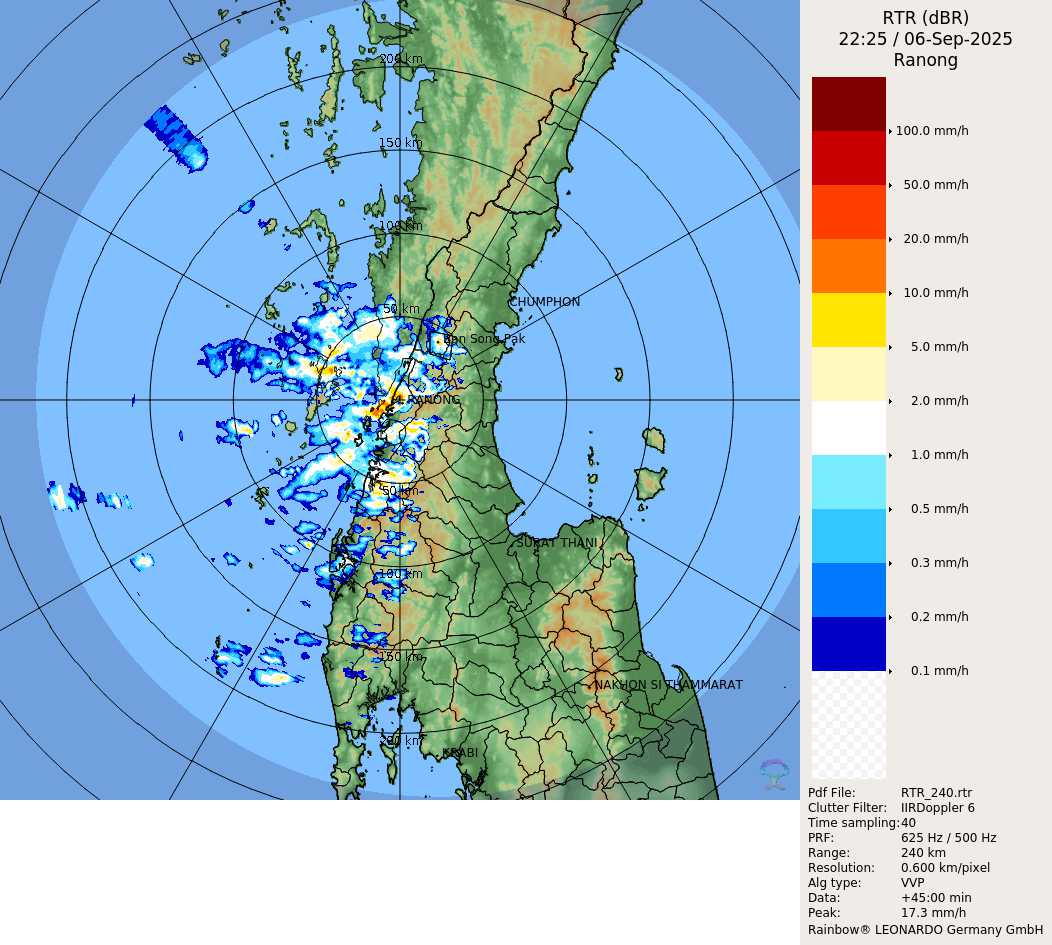 RTR (dBR)
22:25 / 06-Sep-2025
Ranong
100.0 mm/h
50.0 mm/h
20.0 mm/h
10.0 mm/h
5.0 mm/h
2.0 mm/h
1.0 mm/h
0.5 mm/h
0.3 mm/h
0.2 mm/h
0.1 mm/h
200 km
150 km
100 km
50 km
CHUMPHON
Ban Song Pak
RANONG
50 km
SURAT THANI
100 km
150 km
NAKHON SI THAMMARAT
200 km
KRABI
Pdf File: RTR_240.rtr
Clutter Filter: IIRDoppler 6
Time sampling: 40
PRF: 625 Hz / 500 Hz
Range: 240 km
Resolution: 0.600 km/pixel
Alg type: VVP
Data: +45:00 min
Peak: 17.3 mm/h
Rainbow® LEONARDO Germany GmbH